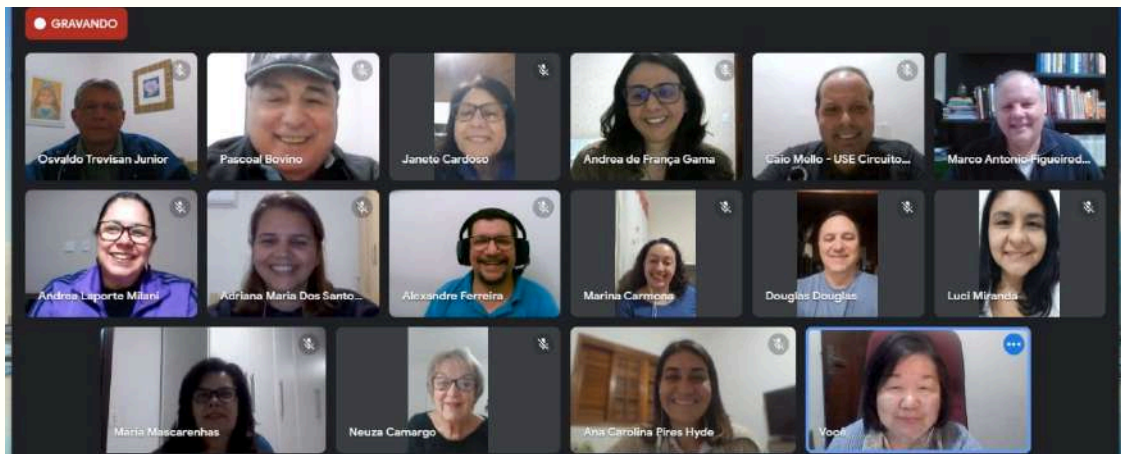 GRAVANDO
Osvaldo Trevisan Junior
Pascoal Bovino
Janete Cardoso
Andrea de França Gama
Caio Mello - USE Circuito...
Marco Antonio Figueired...
Andrea Laporte Milani
Adriana Maria Dos Santo...
Alexandre Ferreira
Marina Carmona
Douglas Douglas
Luci Miranda
Maria Mascarenhas
Neuza Camargo
Ana Carolina Pires Hyde
Você